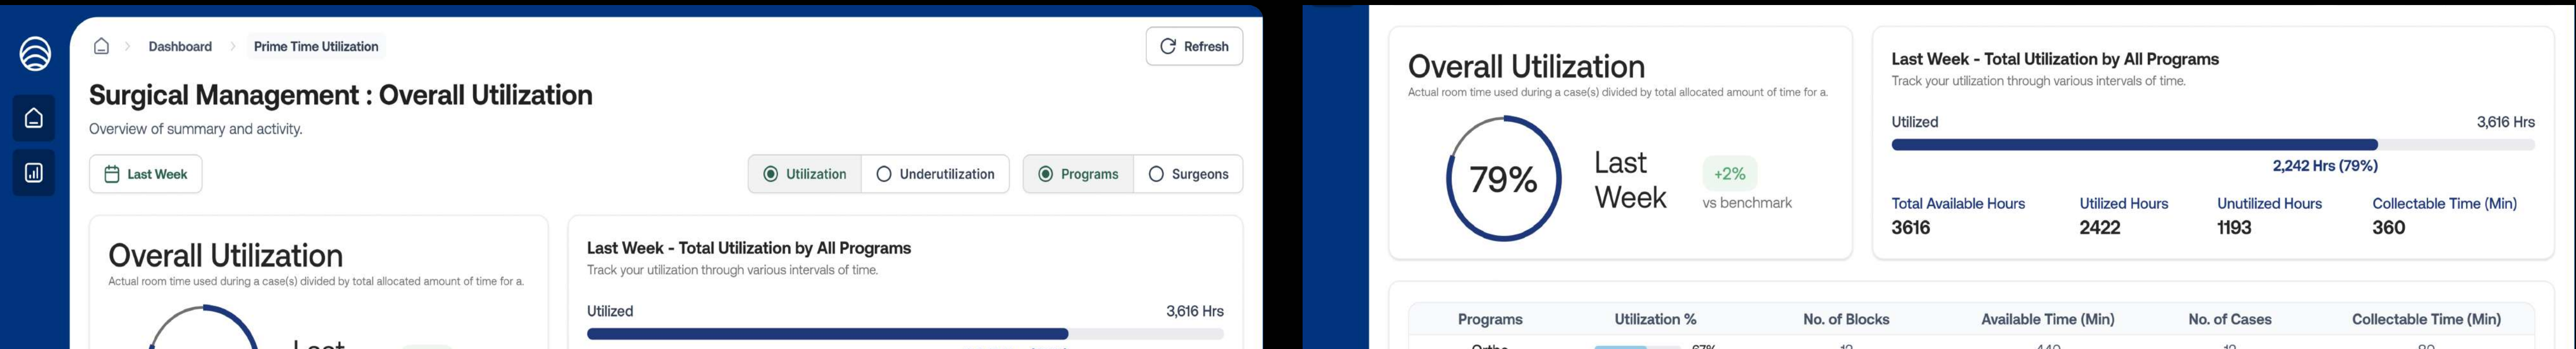 Dashboard
Prime Time Utilization
Refresh
Surgical Management : Overall Utilization
Overview of summary and activity.
Last Week
Utilization
Underutilization
Programs
Surgeons
Overall Utilization
Actual room time used during a case(s) divided by total allocated amount of time for a.
Last Week - Total Utilization by All Programs
Track your utilization through various intervals of time.
Utilized
3,616 Hrs
Overall Utilization
Actual room time used during a case(s) divided by total allocated amount of time for a.
79%
Last
Week
+2%
vs benchmark
Last Week - Total Utilization by All Programs
Track your utilization through various intervals of time.
Utilized
3,616 Hrs
2,242 Hrs (79%)
Total Available Hours
3616
Utilized Hours
2422
Unutilized Hours
1193
Collectable Time (Min)
360
Programs
Utilization %
No. of Blocks
Available Time (Min)
No. of Cases
Collectable Time (Min)